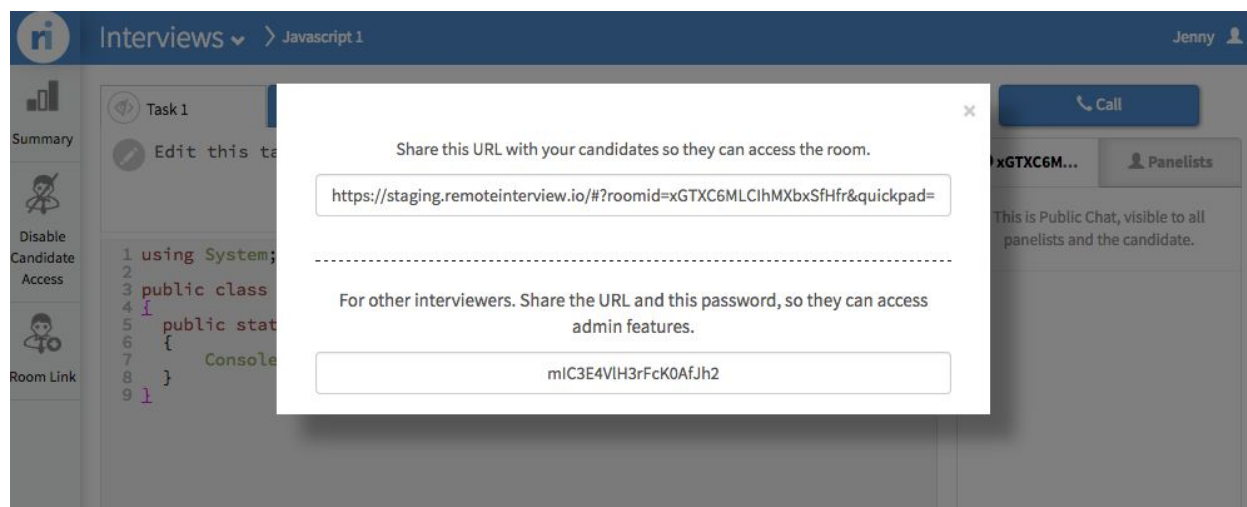 ri
Interviews
Javascript 1
Jenny
Summary
Disable
Candidate
Access
Room Link
Task 1
Edit this ta
1 using System;
2
3 public class
4 {
5 public stat
6 {
7 Console
8 }
9 }
Share this URL with your candidates so they can access the room.
https://staging.remoteinterview.io/#?roomid=xGTXC6MLCIhMXbxSfHfr&quickpad=
For other interviewers. Share the URL and this password, so they can access
admin features.
mIC3E4VlH3rFcK0AfJh2
×
Call
xGTXC6M...
Panelists
This is Public Chat, visible to all
panelists and the candidate.